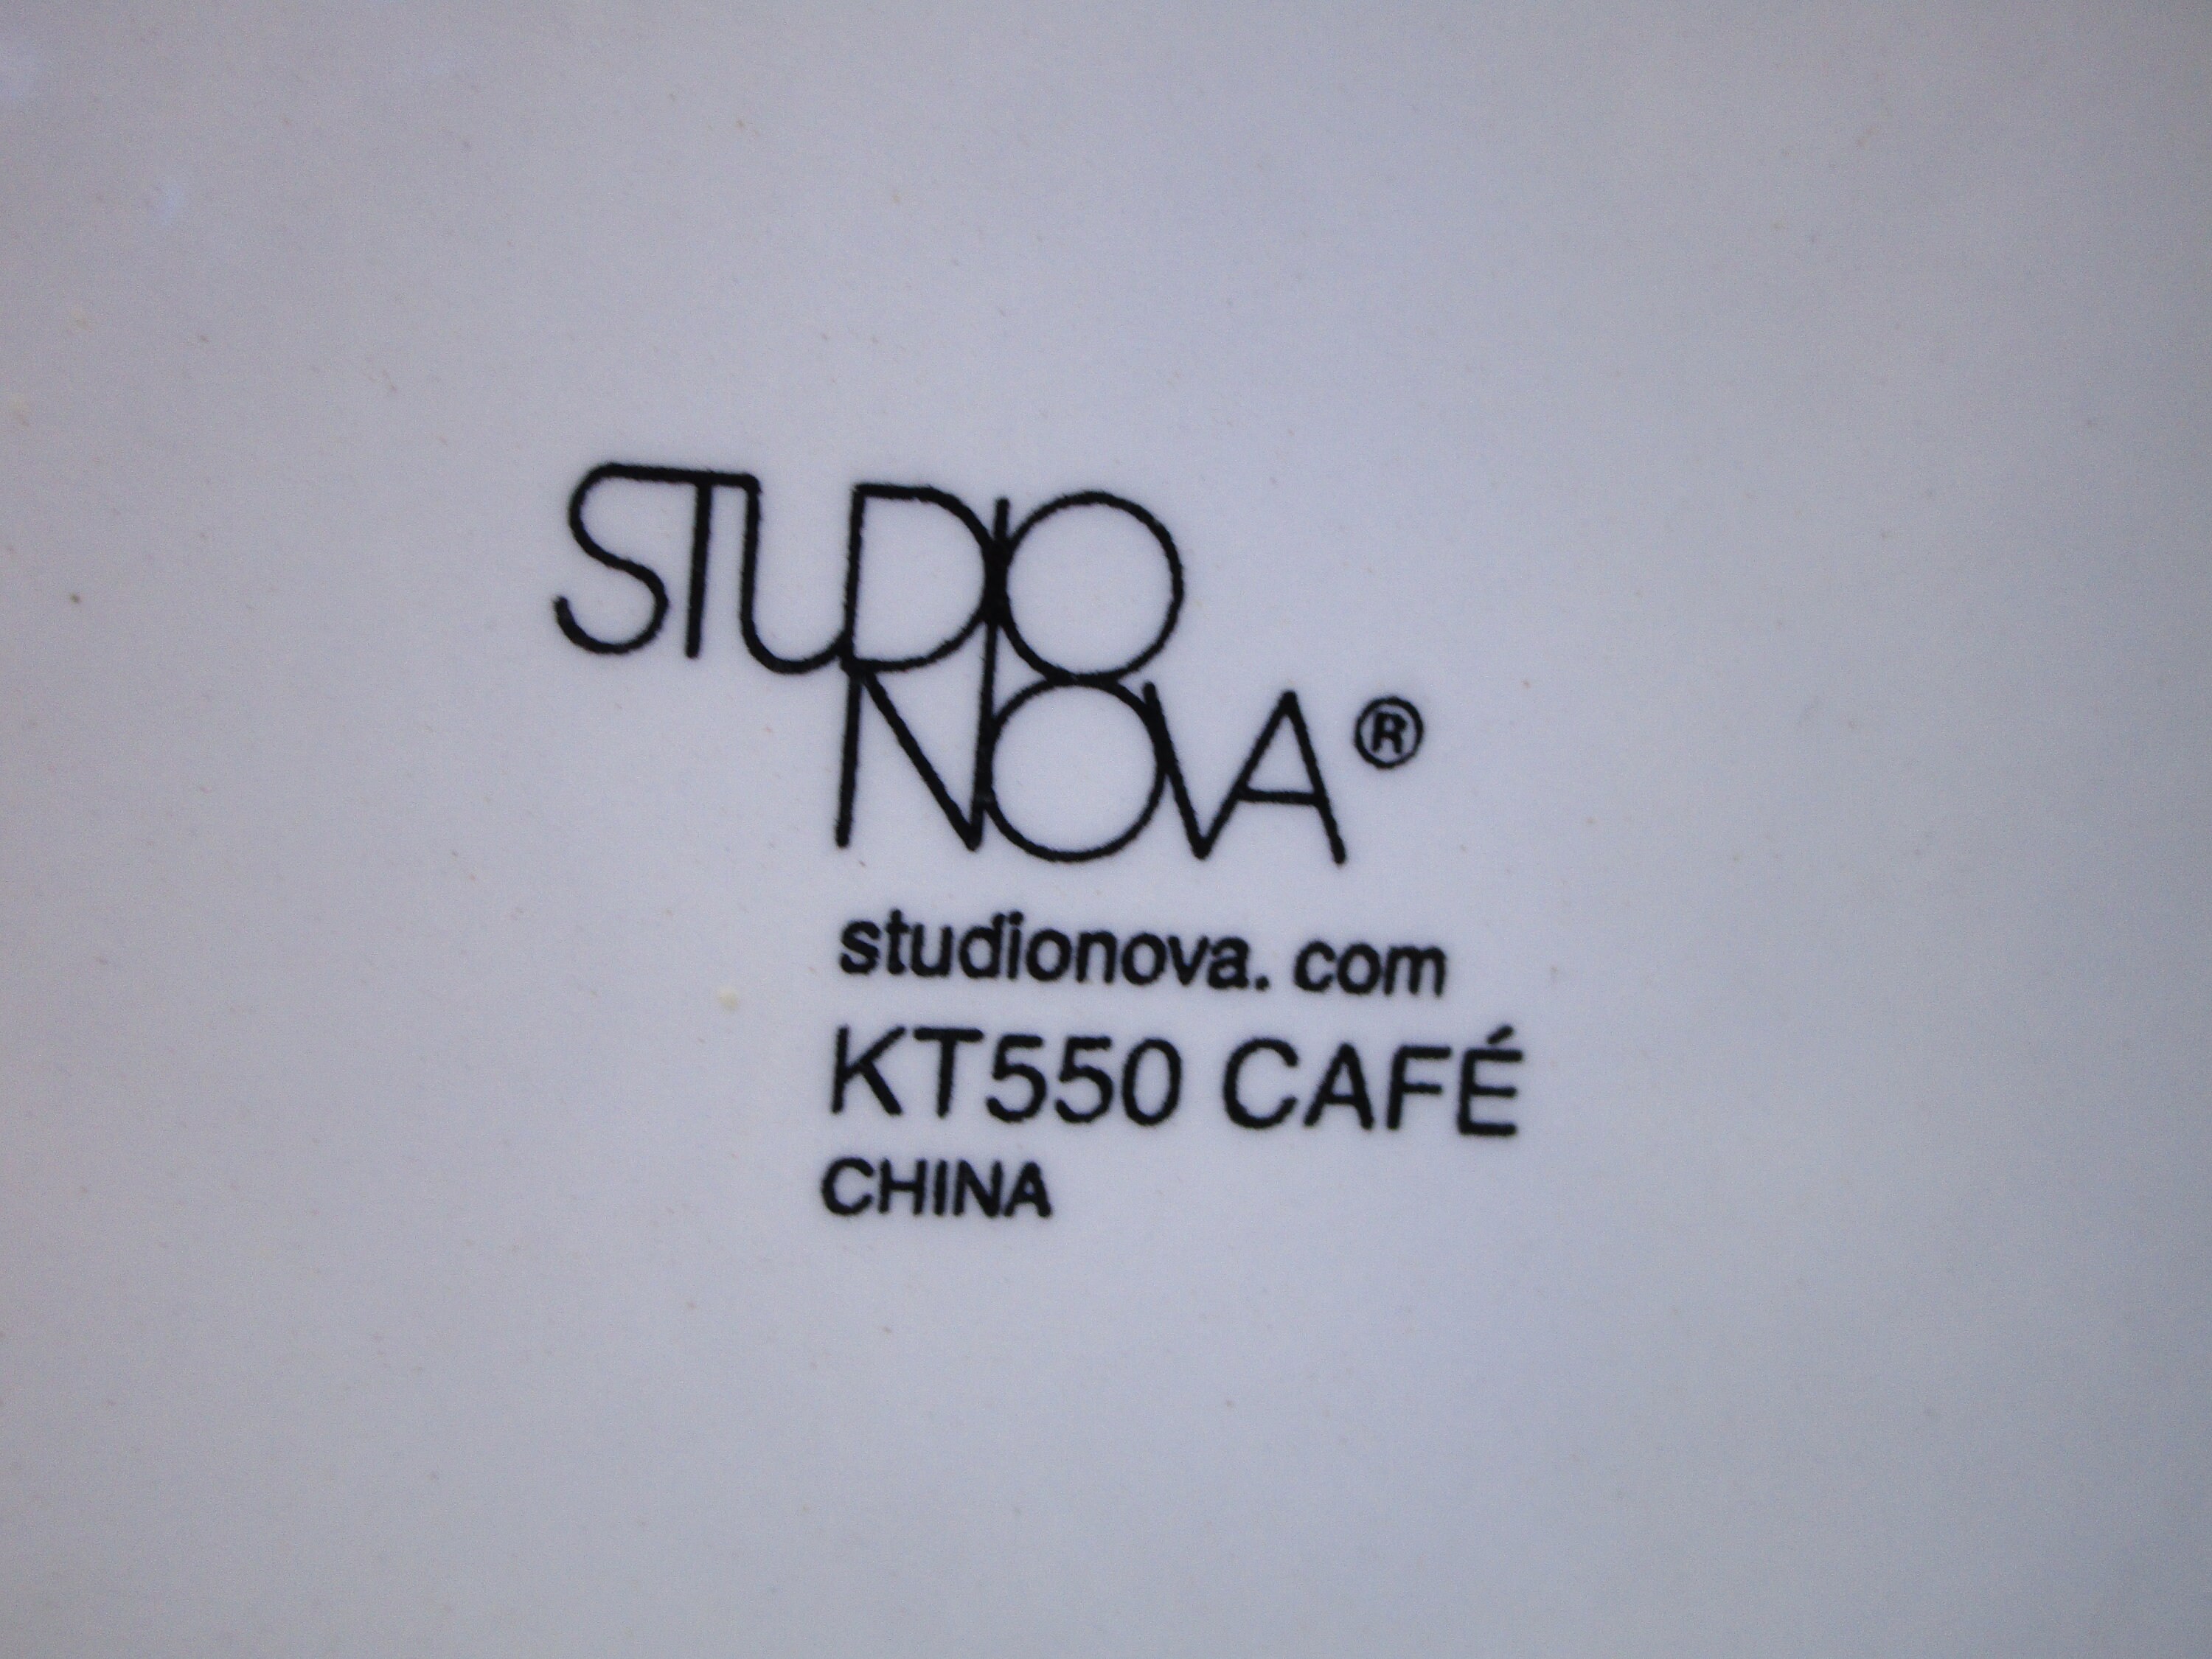 STUDIO
NOVA®
studionova. com
KT550 CAFÉ
CHINA